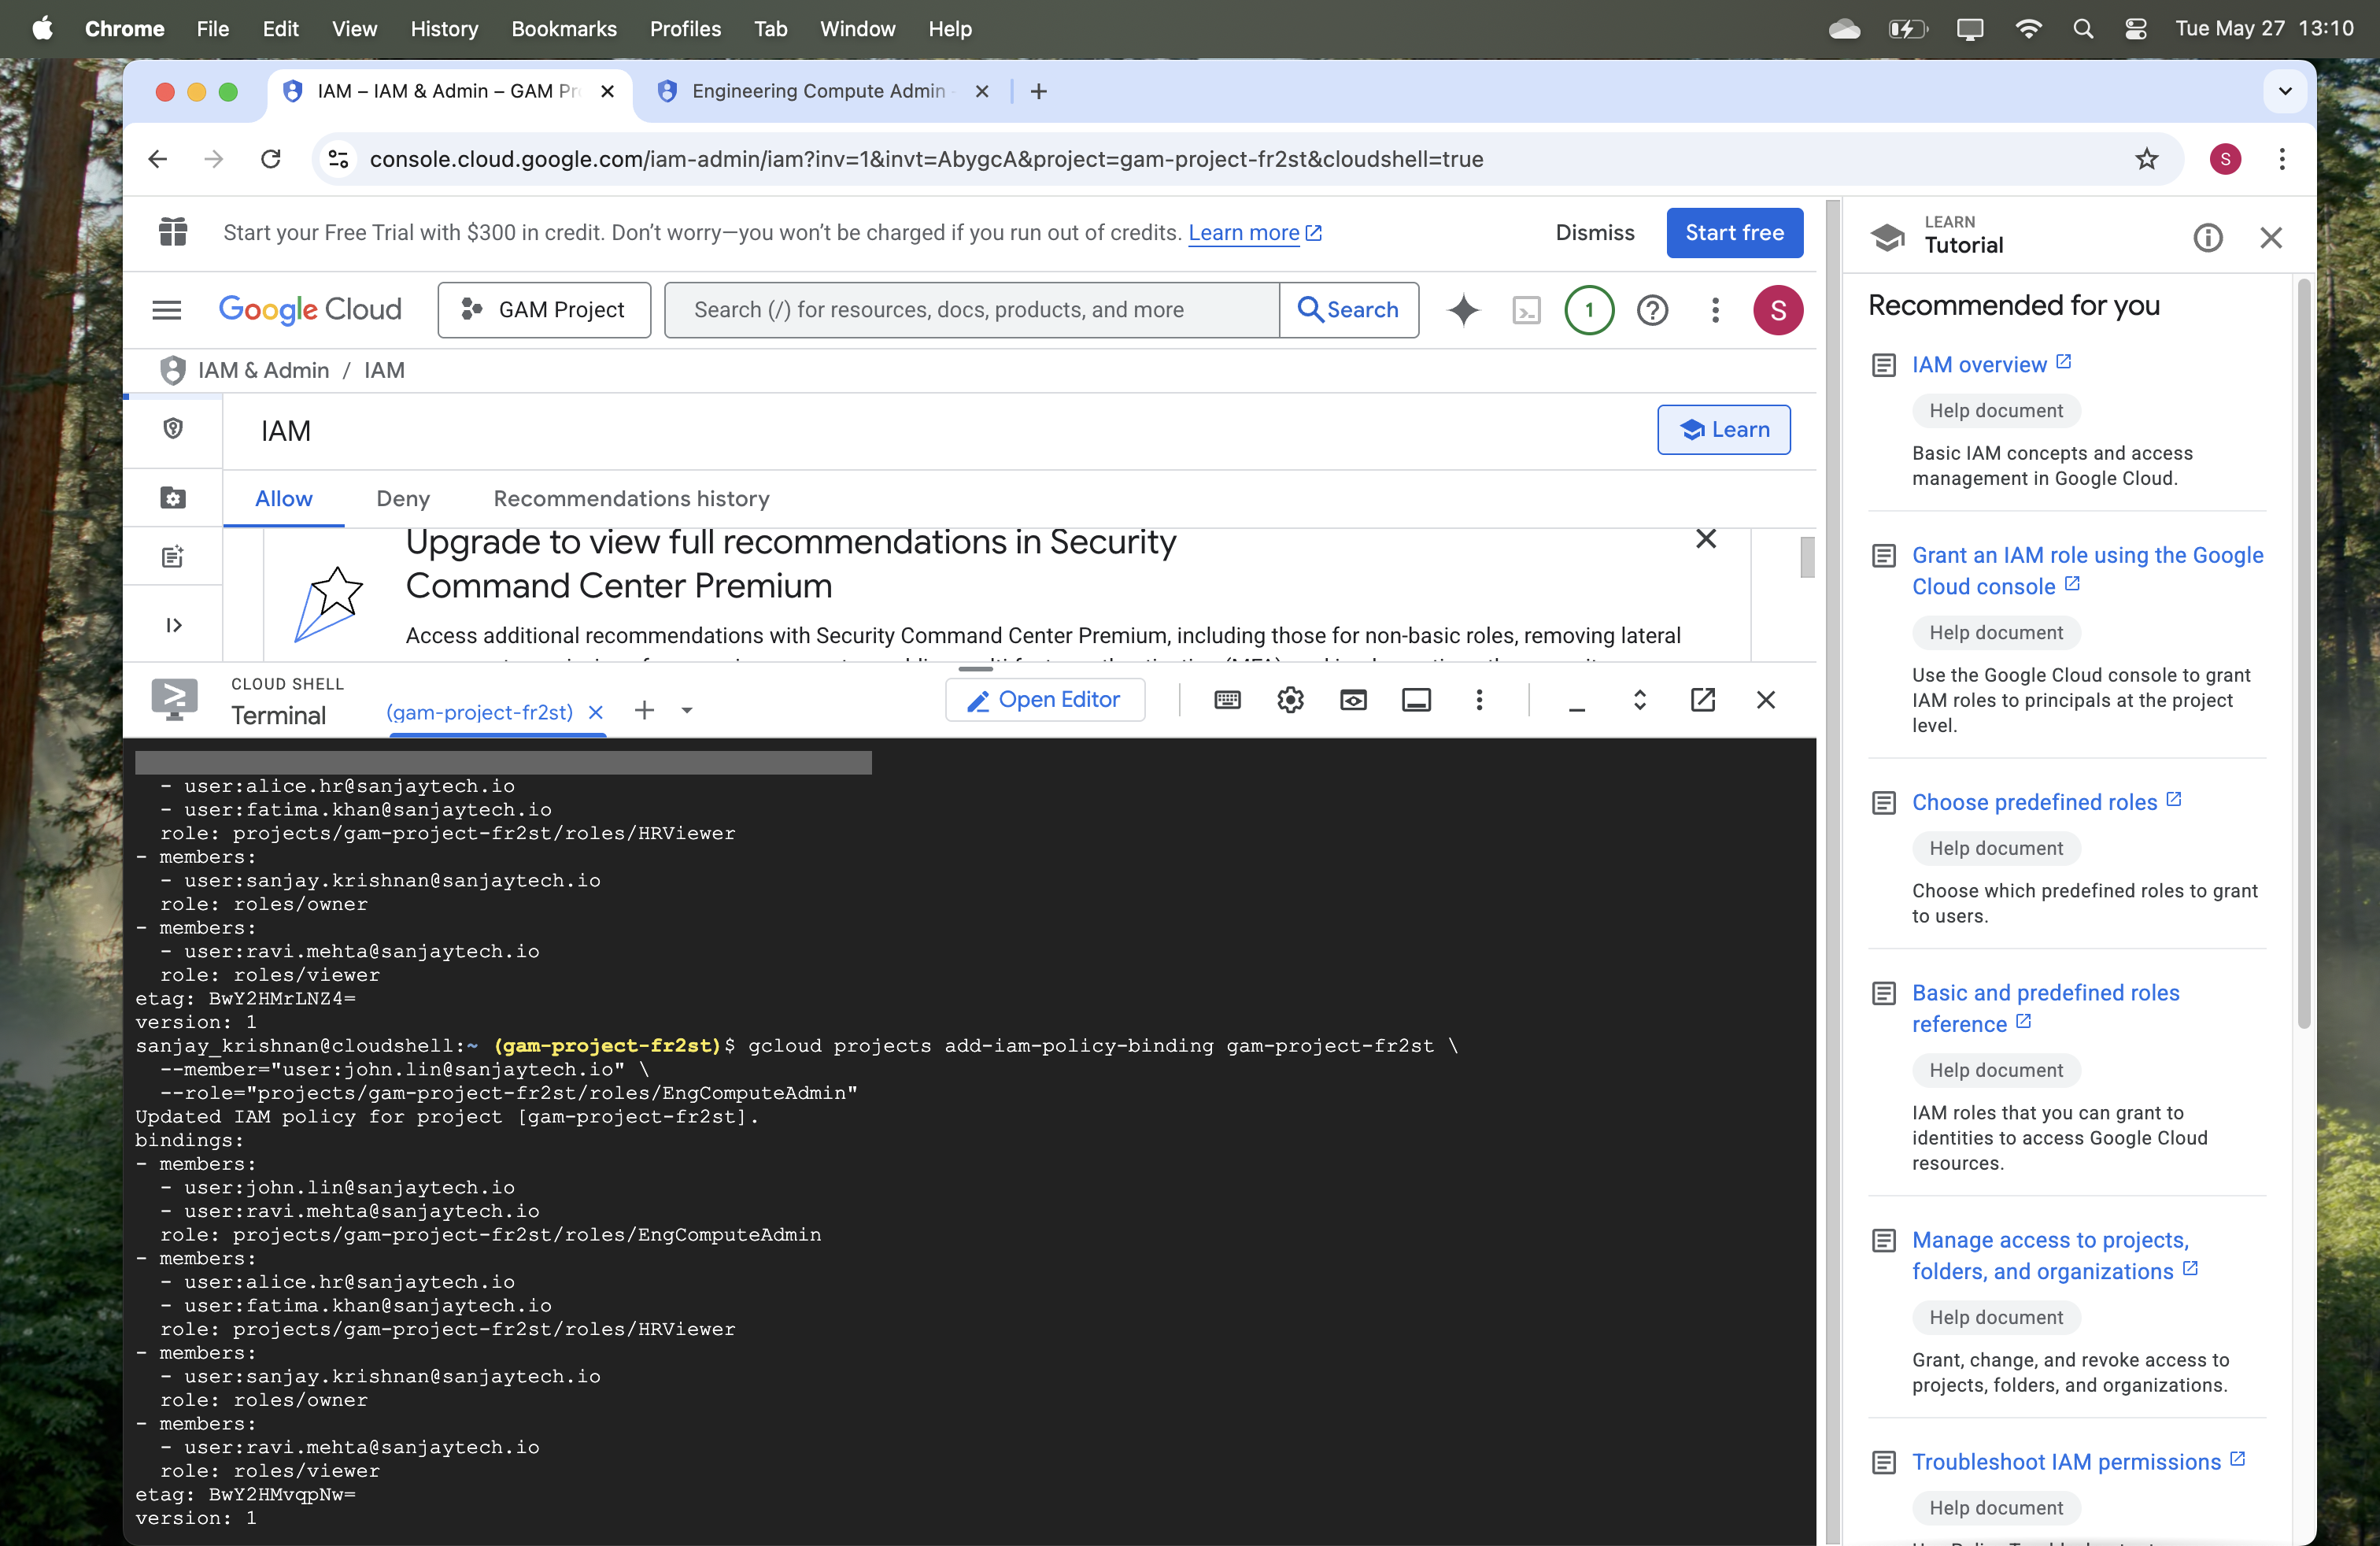 Chrome File Edit View History Bookmarks Profiles Tab Window Help Tue May 27 13:10
IAM – IAM & Admin – GAM Pr
Engineering Compute Admin
console.cloud.google.com/iam-admin/iam?inv=1&invt=AbygcA&project=gam-project-fr2st&cloudshell=true
S
Start your Free Trial with $300 in credit. Don't worry—you won't be charged if you run out of credits. Learn more
Dismiss
Start free
Google Cloud
GAM Project
Search (/) for resources, docs, products, and more
Search
1
S
IAM & Admin / IAM
IAM
Learn
Allow
Deny
Recommendations history
Upgrade to view full recommendations in Security
Command Center Premium
Access additional recommendations with Security Command Center Premium, including those for non-basic roles, removing lateral
CLOUD SHELL
Terminal
(gam-project-fr2st)
Open Editor
- user:alice.hr@sanjaytech.io
- user:fatima.khan@sanjaytech.io
role: projects/gam-project-fr2st/roles/HRViewer
- members:
- user:sanjay.krishnan@sanjaytech.io
role: roles/owner
- members:
- user:ravi.mehta@sanjaytech.io
role: roles/viewer
etag: BwY2HMrLNZ4=
version: 1
sanjay_krishnan@cloudshell:~ (gam-project-fr2st)$ gcloud projects add-iam-policy-binding gam-project-fr2st \
--member="user:john.lin@sanjaytech.io" \
--role="projects/gam-project-fr2st/roles/EngComputeAdmin"
Updated IAM policy for project [gam-project-fr2st].
bindings:
- members:
- user:john.lin@sanjaytech.io
- user:ravi.mehta@sanjaytech.io
role: projects/gam-project-fr2st/roles/EngComputeAdmin
- members:
- user:alice.hr@sanjaytech.io
- user:fatima.khan@sanjaytech.io
role: projects/gam-project-fr2st/roles/HRViewer
- members:
- user:sanjay.krishnan@sanjaytech.io
role: roles/owner
- members:
- user:ravi.mehta@sanjaytech.io
role: roles/viewer
etag: BwY2HMvqpNw=
version: 1
LEARN
Tutorial
Recommended for you
IAM overview
Help document
Basic IAM concepts and access
management in Google Cloud.
Grant an IAM role using the Google
Cloud console
Help document
Use the Google Cloud console to grant
IAM roles to principals at the project
level.
Choose predefined roles
Help document
Choose which predefined roles to grant
to users.
Basic and predefined roles
reference
Help document
IAM roles that you can grant to
identities to access Google Cloud
resources.
Manage access to projects,
folders, and organizations
Help document
Grant, change, and revoke access to
projects, folders, and organizations.
Troubleshoot IAM permissions
Help document